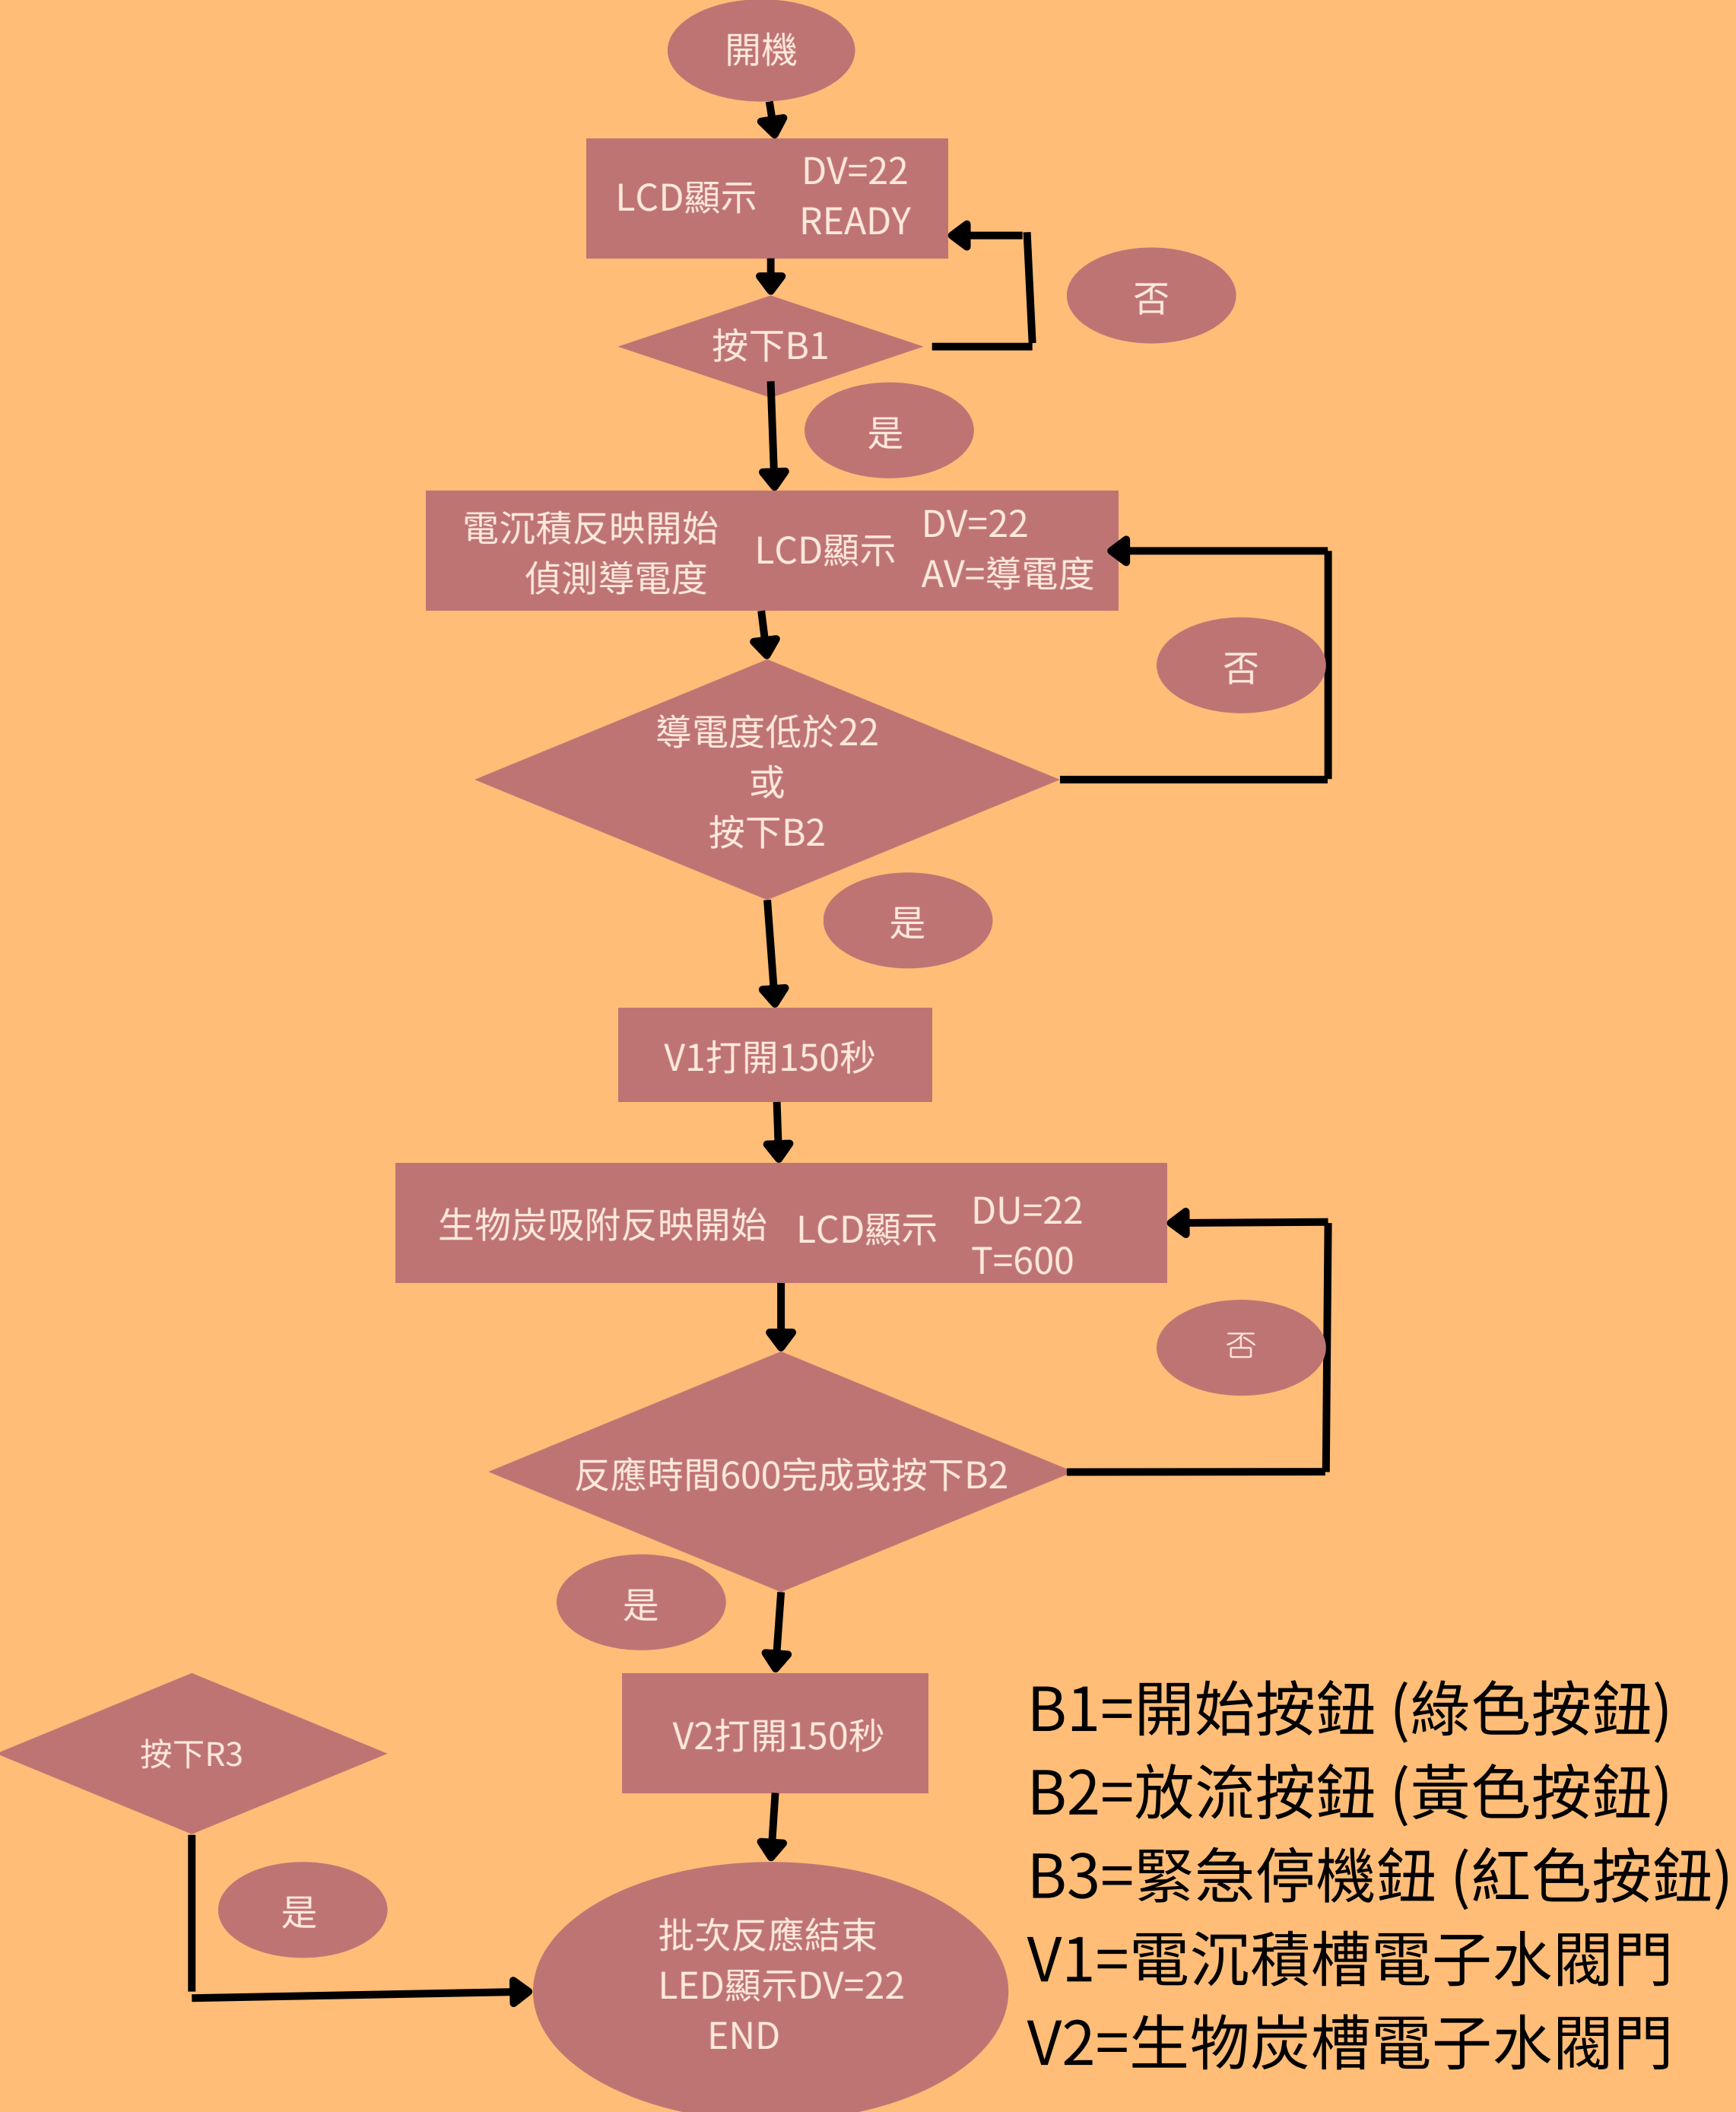 開機
LCD顯示
DV=22
READY
否
按下B1
是
電沉積反映開始
偵測導電度
LCD顯示
DV=22
AV=導電度
否
導電度低於22
或
按下B2
是
V1打開150秒
生物炭吸附反映開始
LCD顯示
DU=22
T=600
否
反應時間600完成或按下B2
是
V2打開150秒
按下R3
是
批次反應結束
LED顯示DV=22
END
B1=開始按鈕 (綠色按鈕)
B2=放流按鈕 (黃色按鈕)
B3=緊急停機鈕 (紅色按鈕)
V1=電沉積槽電子水閥門
V2=生物炭槽電子水閥門